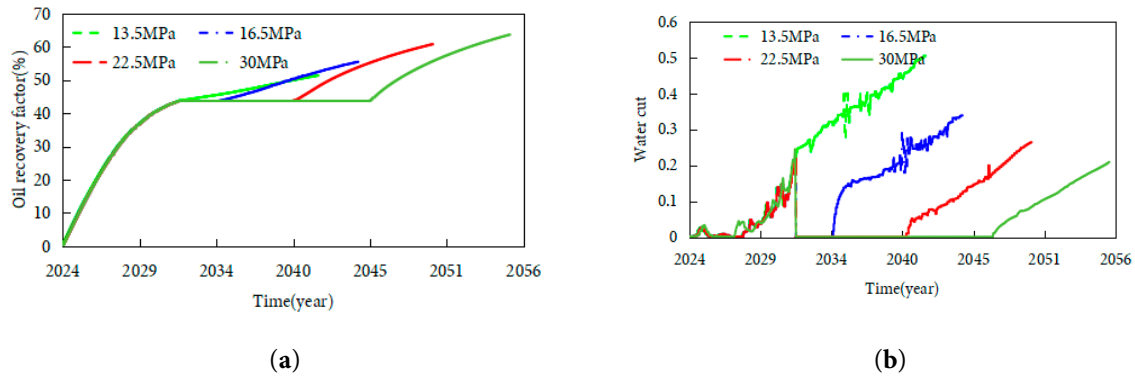 70
60
50
40
30
20
10
0
Oil recovery factor(%)
13.5MPa
16.5MPa
22.5MPa
30MPa
2024 2029 2034 2040 2045 2051 2056
Time(year)
(a)
0.6
0.5
0.4
0.3
0.2
0.1
0
Water cut
13.5MPa
16.5MPa
22.5MPa
30MPa
2024 2029 2034 2040 2045 2051 2056
Time(year)
(b)